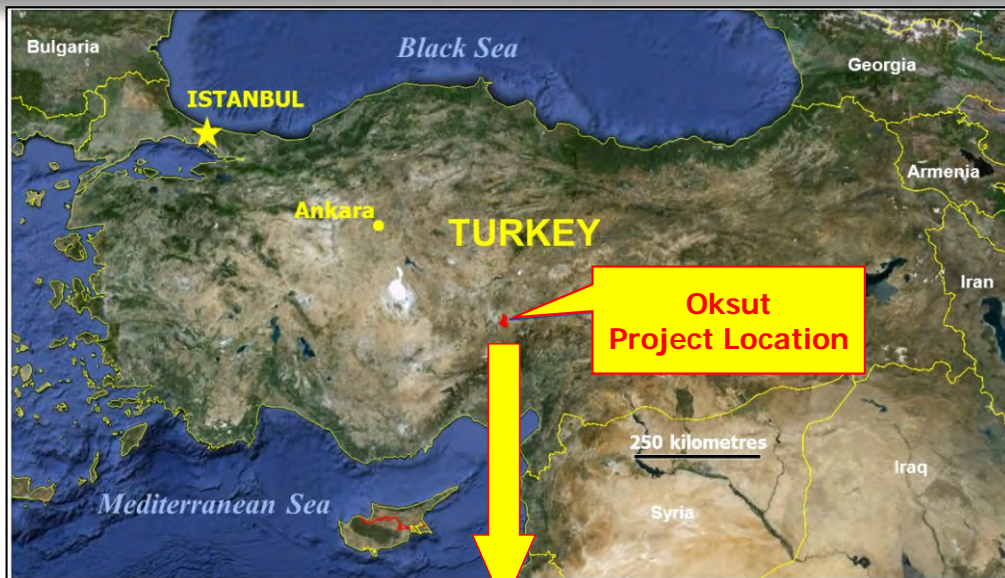 Bulgaria
Black Sea
Georgia
ISTANBUL
Armenia
Ankara
TURKEY
Iran
Oksut
Project Location
250 kilometres
Iraq
Mediterranean Sea
Syria